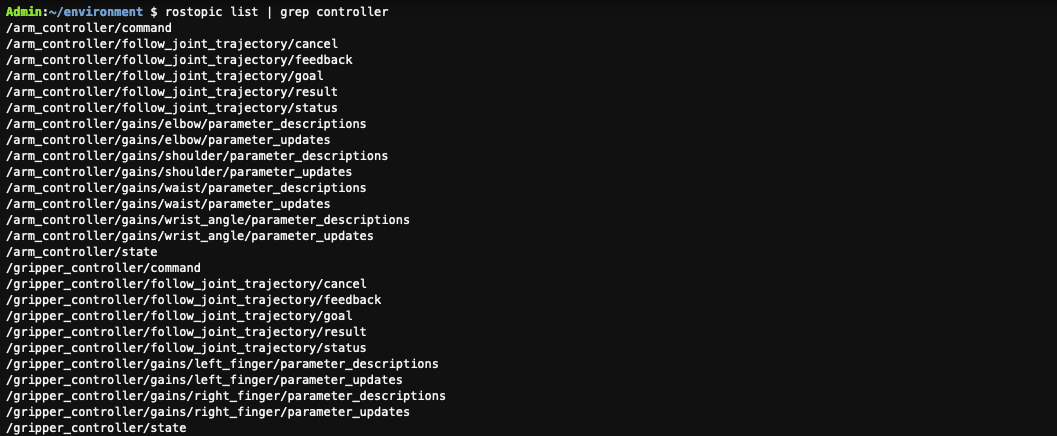 Admin:~/environment $ rostopic list | grep controller
/arm_controller/command
/arm_controller/follow_joint_trajectory/cancel
/arm_controller/follow_joint_trajectory/feedback
/arm_controller/follow_joint_trajectory/goal
/arm_controller/follow_joint_trajectory/result
/arm_controller/follow_joint_trajectory/status
/arm_controller/gains/elbow/parameter_descriptions
/arm_controller/gains/elbow/parameter_updates
/arm_controller/gains/shoulder/parameter_descriptions
/arm_controller/gains/shoulder/parameter_updates
/arm_controller/gains/waist/parameter_descriptions
/arm_controller/gains/waist/parameter_updates
/arm_controller/gains/wrist_angle/parameter_descriptions
/arm_controller/gains/wrist_angle/parameter_updates
/arm_controller/state
/gripper_controller/command
/gripper_controller/follow_joint_trajectory/cancel
/gripper_controller/follow_joint_trajectory/feedback
/gripper_controller/follow_joint_trajectory/goal
/gripper_controller/follow_joint_trajectory/result
/gripper_controller/follow_joint_trajectory/status
/gripper_controller/gains/left_finger/parameter_descriptions
/gripper_controller/gains/left_finger/parameter_updates
/gripper_controller/gains/right_finger/parameter_descriptions
/gripper_controller/gains/right_finger/parameter_updates
/gripper_controller/state